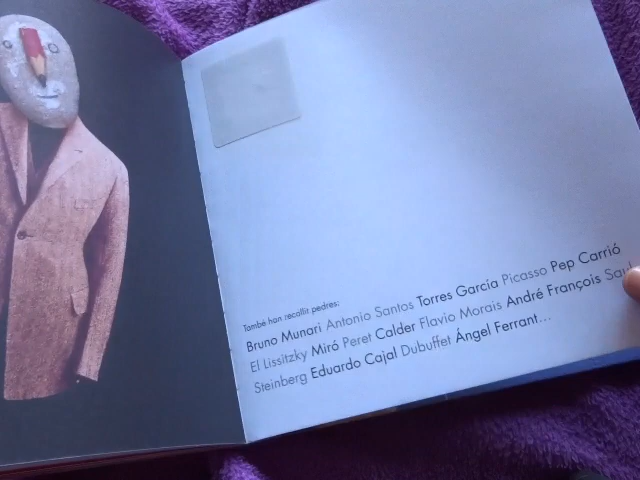 També han recollit pedres:
Bruno Munari Antonio Santos Torres García Picasso Pep Carrió
El Lissitzky Miró Peret Calder Flavio Morais André François Saul
Steinberg Eduardo Cajal Dubuffet Ángel Ferrant...